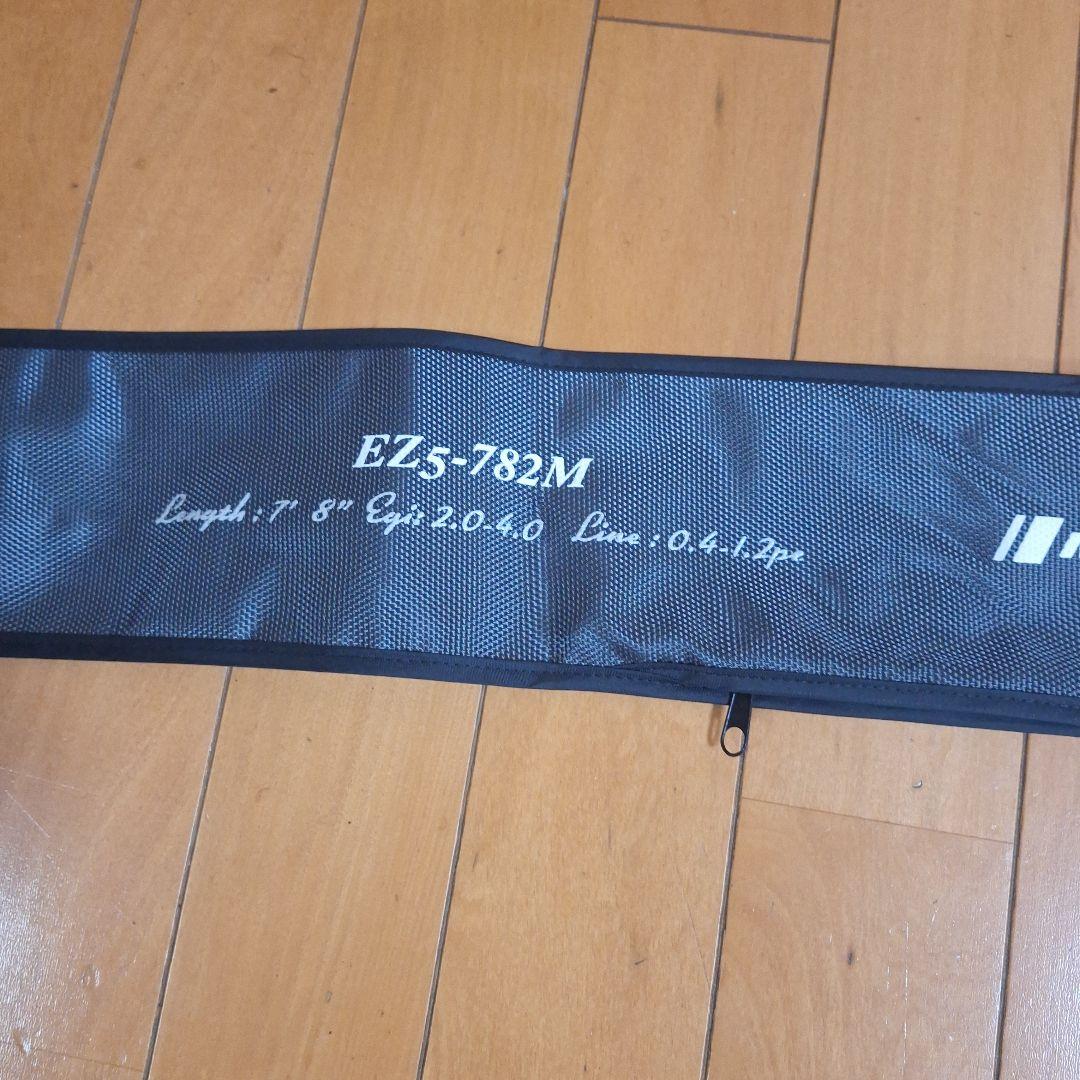 EZ5-782M
Length : 7' 8" Egi: 2.0-4.0 Line : 0.4-1.2pe